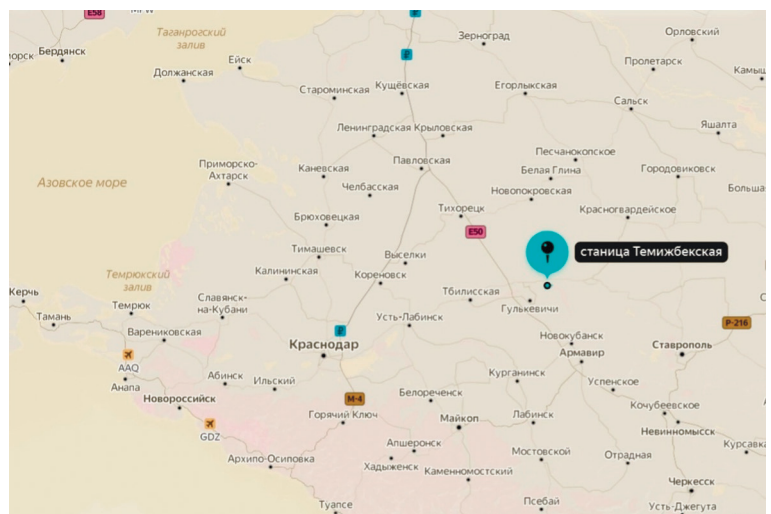 E58
Таганрогский
залив
Зерноград
Орловский
Бердянск
Ейск
Должанская
Пролетарск
Староминская
Кущёвская
Егорлыкская
Сальск
Ленинградская
Крыловская
Яшалта
Павловская
Песчанокопское
Приморско-
Ахтарск
Каневская
Белая Глина
Городовиковск
Азовское море
Челбасская
Новопокровская
Тихорецк
Красногвардейское
Брюховецкая
E50
Тимашевск
Выселки
станица Темижбекская
Темрюкский
залив
Калининская
Кореновск
Керчь
Тбилисская
Темрюк
Славянск-
на-Кубани
Гулькевичи
Тамань
Усть-Лабинск
Р-216
Варениковская
Краснодар
Новокубанск
Ставрополь
Армавир
AAQ
Абинск
Ильский
Курганинск
Успенское
Анапа
Новороссийск
М-4
Белореченск
Кочубеевское
Горячий Ключ
Майкоп
Лабинск
Невинномысск
GDZ
Апшеронск
Мостовской
Отрадная
Архипо-Осиповка
Хадыженск
Каменномостский
Черкесск
Туапсе
Псебай
Усть-Джегута